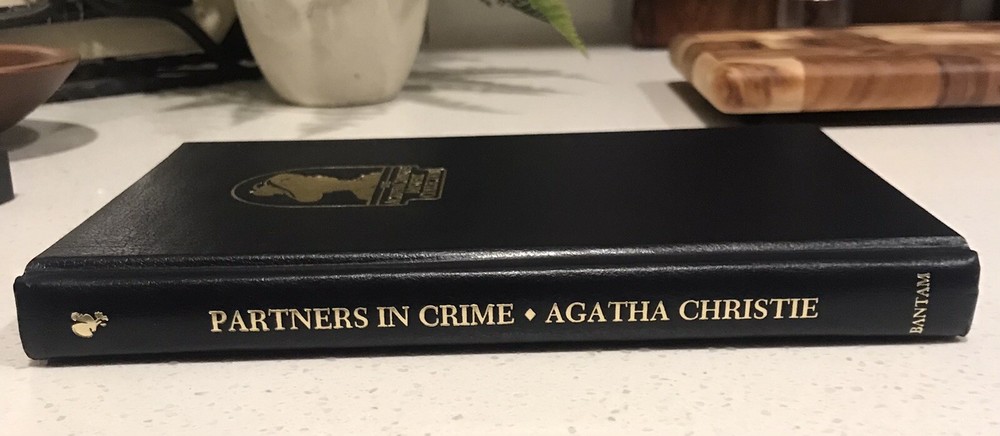 PARTNERS IN CRIME ♦ AGATHA CHRISTIE
BANTAM